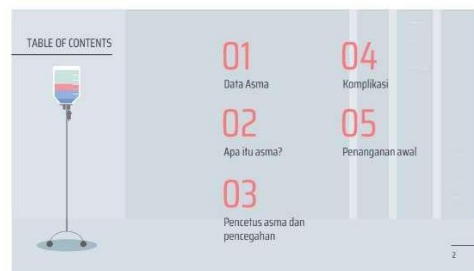 TABLE OF CONTENTS
01
Data Asma
02
Apa itu asma?
03
Pencetus asma dan
pencegahan
04
Komplikasi
05
Penanganan awal
2